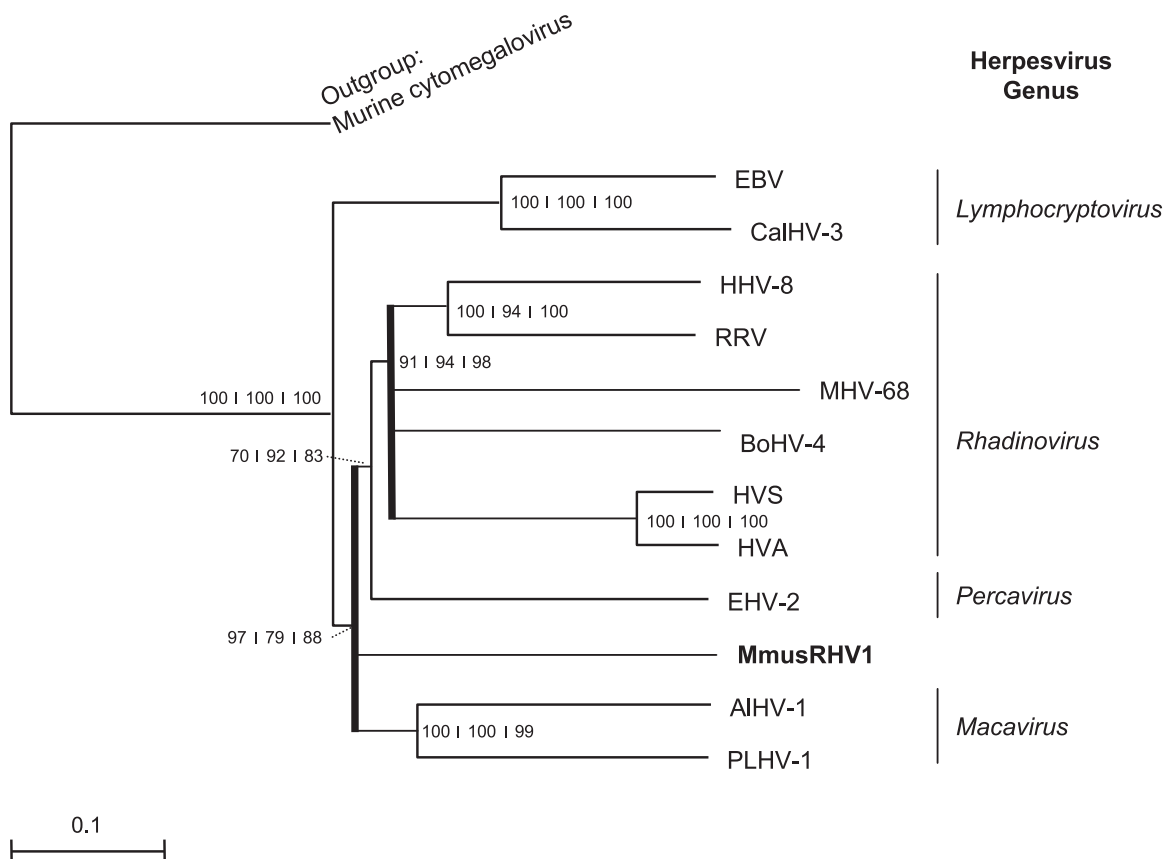 Outgroup:
Murine cytomegalovirus
Herpesvirus
Genus
EBV
100 | 100 | 100
CalHV-3
Lymphocryptovirus
HHV-8
100 | 94 | 100
RRV
91 | 94 | 98
MHV-68
100 | 100 | 100
BoHV-4
Rhadinovirus
70 | 92 | 83
HVS
100 | 100 | 100
HVA
EHV-2
Percavirus
97 | 79 | 88
MmusRHV1
AlHV-1
100 | 100 | 99
Macavirus
PLHV-1
0.1